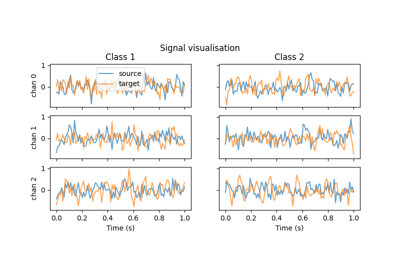 Signal visualisation
Class 1
Class 2
source
target
chan 0
1
0
chan 1
1
0
chan 2
1
0
0.0 0.2 0.4 0.6 0.8 1.0
0.0 0.2 0.4 0.6 0.8 1.0
Time (s)
Time (s)